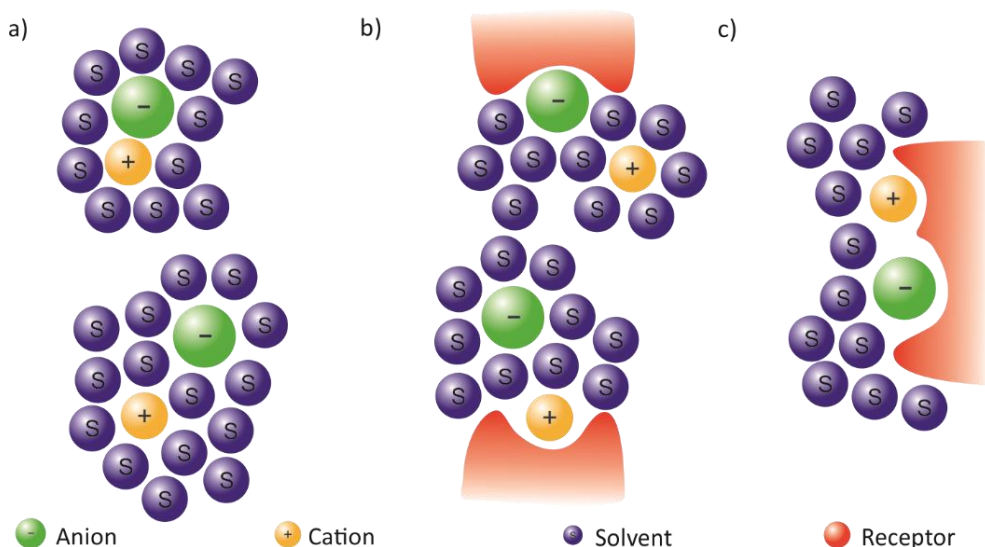 a)
b)
c)
S S S S S S S S S S S S
- +
S S S S S S S S S S S S S S S
- +
S S S S S S S S S S S
- +
S S S S S S S S S S
- +
S S S S S S S S S S S
+ -
- Anion
+ Cation
S Solvent
Receptor